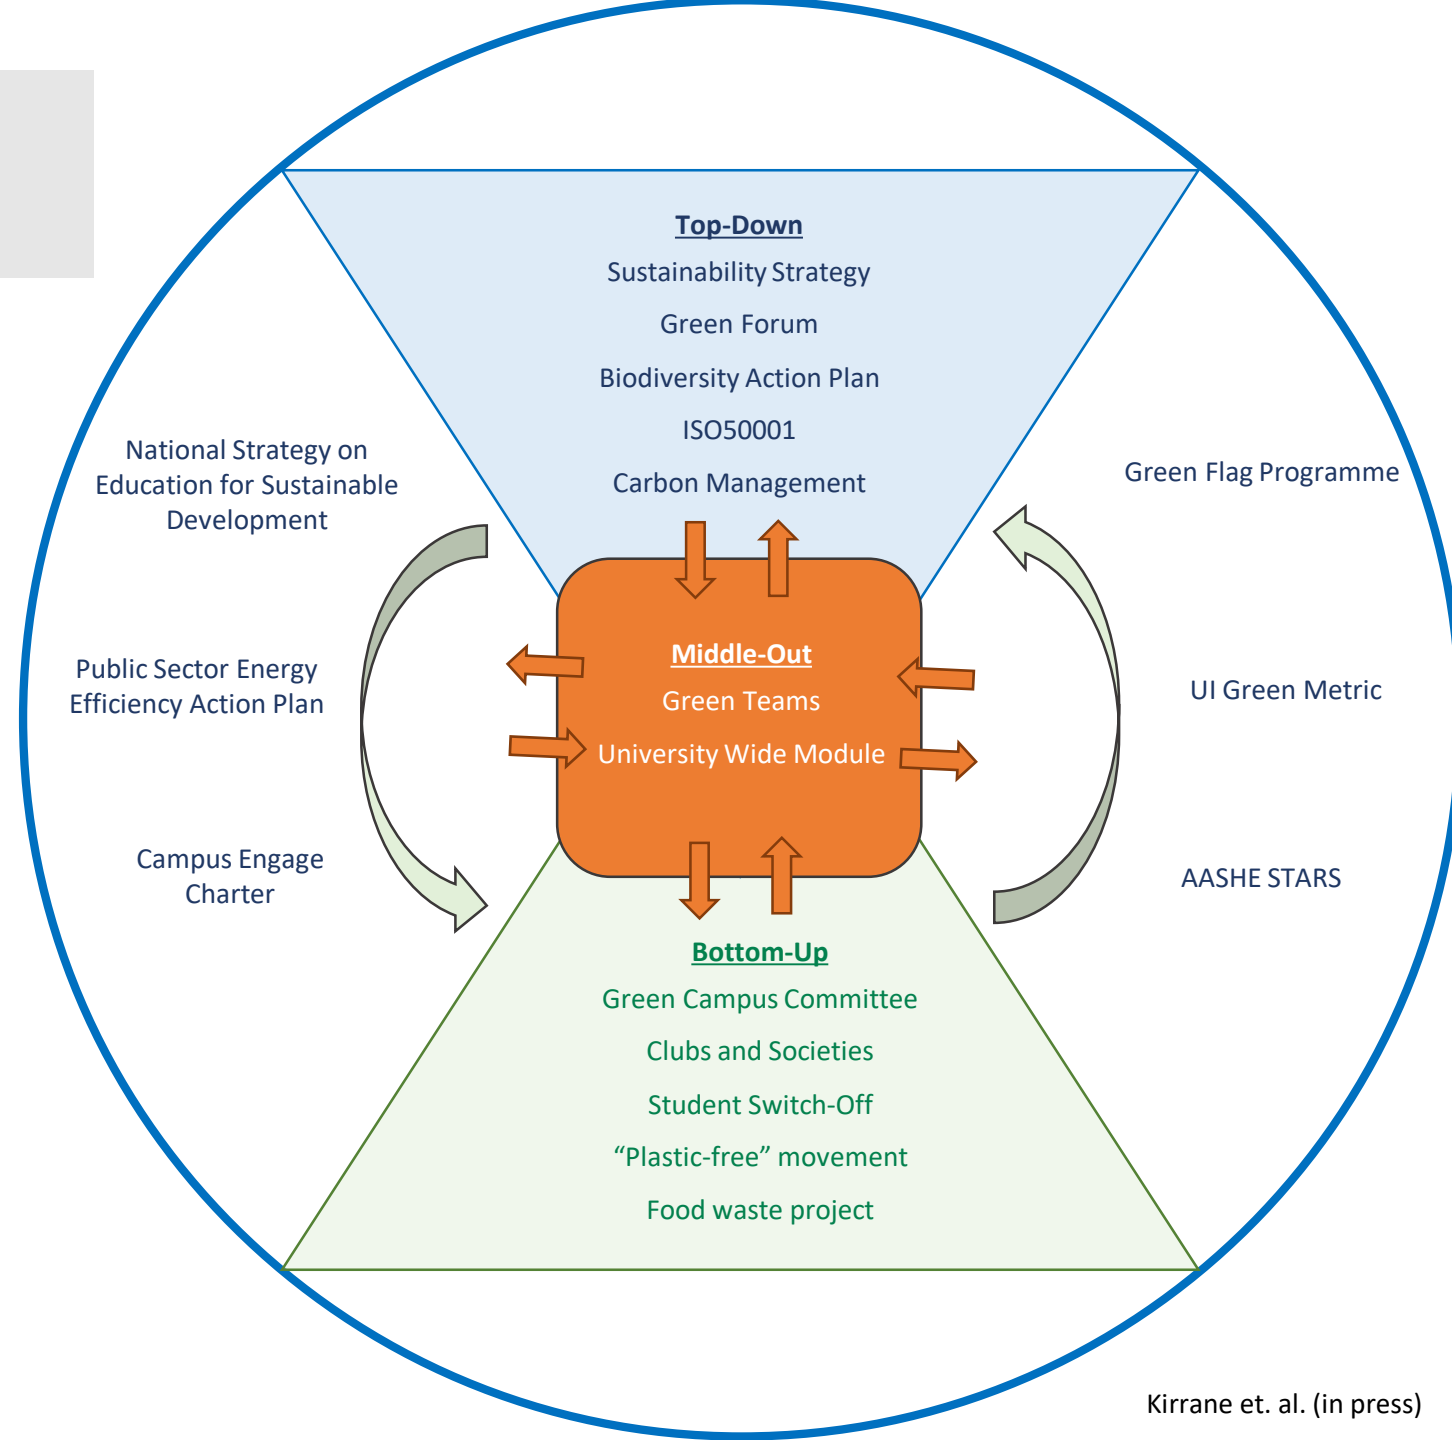 Top-Down
Sustainability Strategy
Green Forum
Biodiversity Action Plan
ISO50001
Carbon Management
National Strategy on
Education for Sustainable
Development
Public Sector Energy
Efficiency Action Plan
Campus Engage
Charter
Middle-Out
Green Teams
University Wide Module
Green Flag Programme
UI Green Metric
AASHE STARS
Bottom-Up
Green Campus Committee
Clubs and Societies
Student Switch-Off
“Plastic-free” movement
Food waste project
Kirrane et. al. (in press)